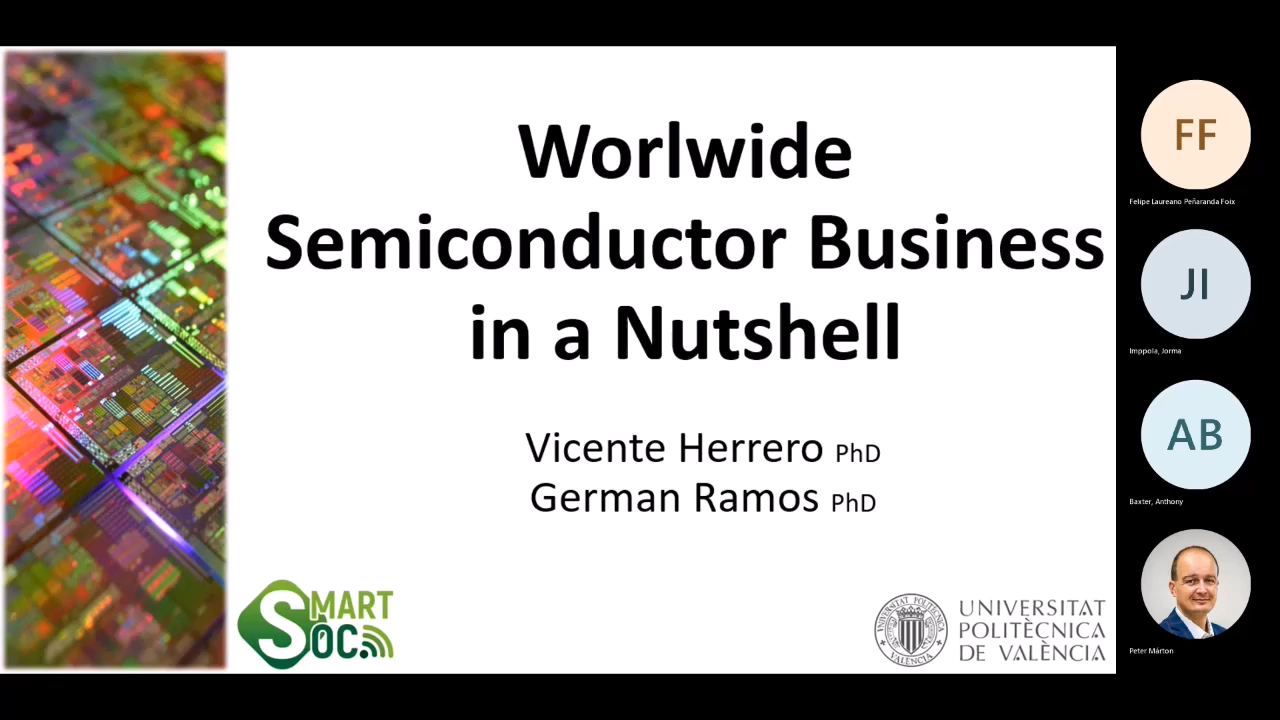 Worlwide
Semiconductor Business
in a Nutshell
Vicente Herrero PhD
German Ramos PhD
SMART
SOC
UNIVERSITAT
POLITÈCNICA
DE VALÈNCIA
FF
Felipe Laureano Peñaranda Foix
JI
Imppola, Jorma
AB
Baxter, Anthony
Peter Márton